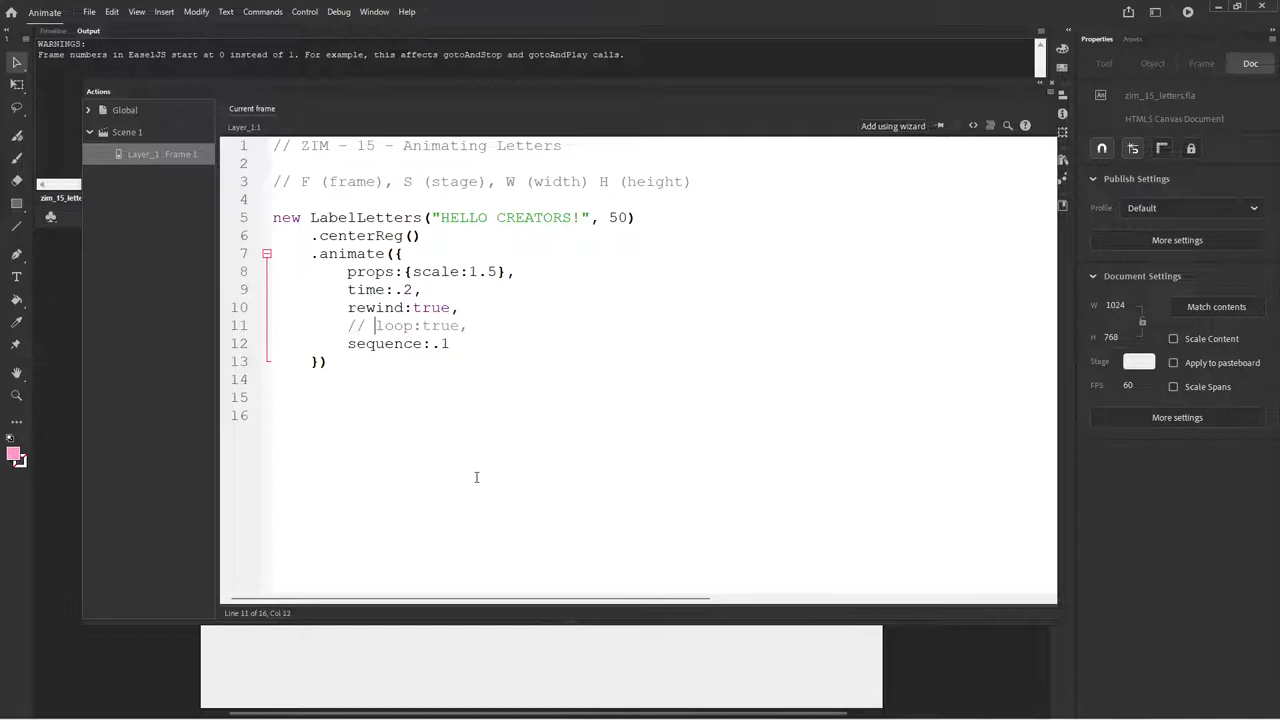 Animate File Edit View Insert Modify Text Commands Control Debug Window Help
Timeline Output
WARNINGS:
Frame numbers in EaselJS start at 0 instead of 1. For example, this affects gotoAndStop and gotoAndPlay calls.
Actions
Global
Scene 1
Layer_1 : Frame 1
zim_15_lette
Current frame
Layer_1:1
Add using wizard
1 // ZIM - 15 - Animating Letters
2
3 // F (frame), S (stage), W (width) H (height)
4
5 new LabelLetters("HELLO CREATORS!", 50)
6 .centerReg()
7 .animate({
8 props:{scale:1.5},
9 time:.2,
10 rewind:true,
11 // loop:true,
12 sequence:.1
13 })
14
15
16
Line 11 of 16, Col 12
Properties Assets
Tool Object Frame Doc
An zim_15_letters.fla
HTML5 Canvas Document
Publish Settings
Profile Default
More settings
Document Settings
W 1024 Match contents
H 768 Scale Content
Stage Apply to pasteboard
FPS 60 Scale Spans
More settings